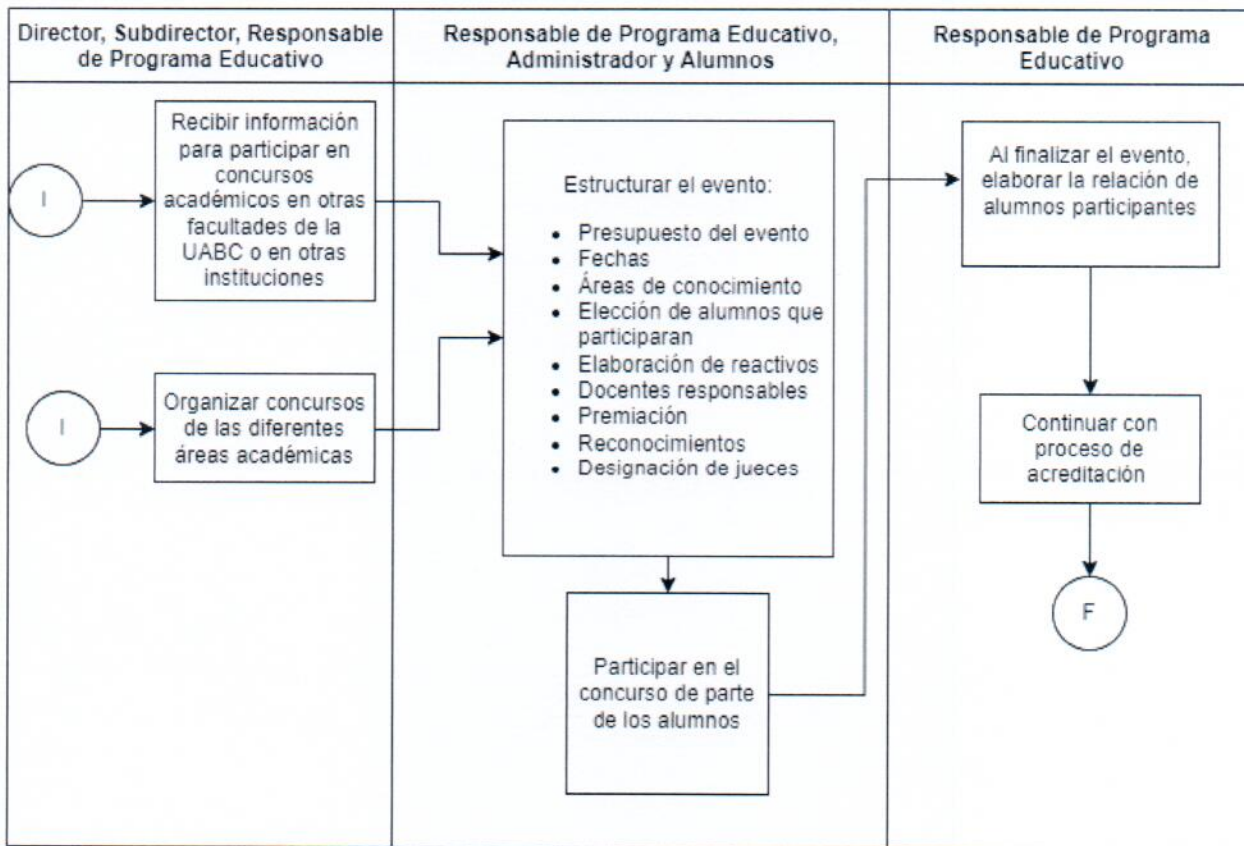 Director, Subdirector, Responsable
de Programa Educativo
Responsable de Programa Educativo,
Administrador y Alumnos
Responsable de Programa
Educativo
I
Recibir información
para participar en
concursos
académicos en otras
facultades de la
UABC o en otras
instituciones
I
Organizar concursos
de las diferentes
áreas académicas
Estructurar el evento:
• Presupuesto del evento
• Fechas
• Áreas de conocimiento
• Elección de alumnos que
participaran
• Elaboración de reactivos
• Docentes responsables
• Premiación
• Reconocimientos
• Designación de jueces
Participar en el
concurso de parte
de los alumnos
Al finalizar el evento,
elaborar la relación de
alumnos participantes
Continuar con
proceso de
acreditación
F